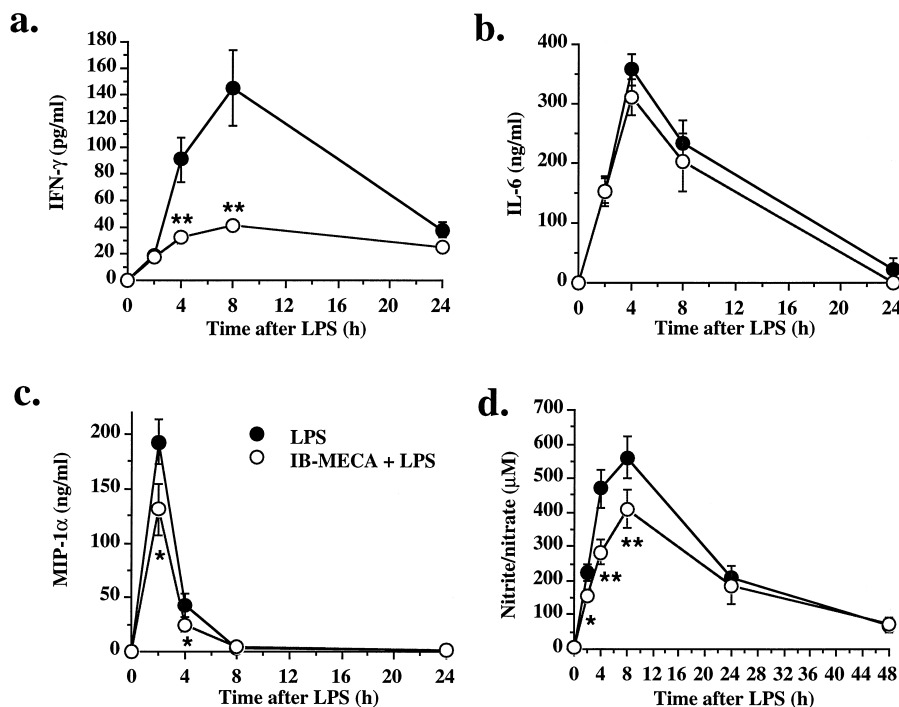 a.
IFN-γ (pg/ml)
180
160
140
120
100
80
60
40
20
0
**
**
0 4 8 12 16 20 24
Time after LPS (h)
b.
IL-6 (ng/ml)
400
300
200
100
0
0 4 8 12 16 20 24
Time after LPS (h)
c.
MIP-1α (ng/ml)
200
150
100
50
0
LPS
IB-MECA + LPS
*
*
0 4 8 12 16 20 24
Time after LPS (h)
d.
Nitrite/nitrate (μM)
700
600
500
400
300
200
100
0
**
**
*
0 4 8 12 16 20 24 28 32 36 40 44 48
Time after LPS (h)